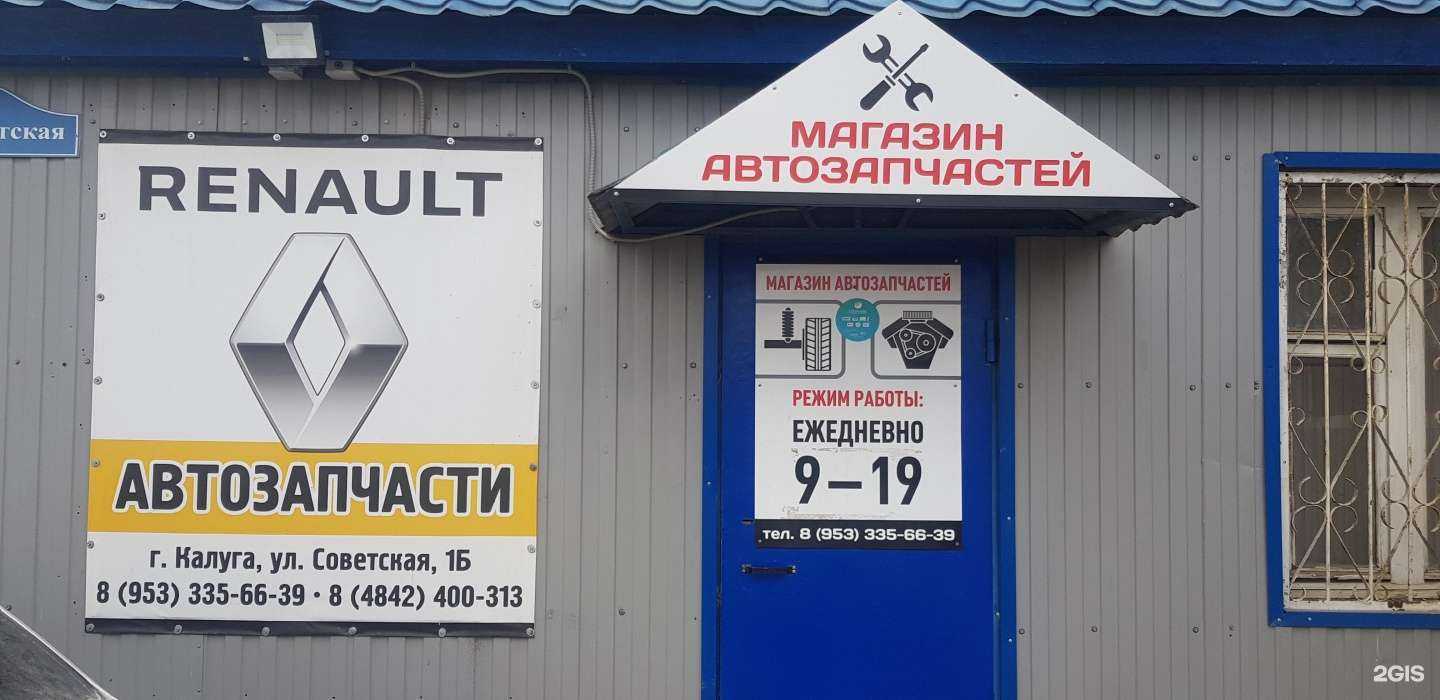 тская
RENAULT
АВТОЗАПЧАСТИ
г. Калуга, ул. Советская, 1Б
8 (953) 335-66-39 • 8 (4842) 400-313
МАГАЗИН
АВТОЗАПЧАСТЕЙ
МАГАЗИН АВТОЗАПЧАСТЕЙ
РЕЖИМ РАБОТЫ:
ЕЖЕДНЕВНО
9–19
тел. 8 (953) 335-66-39
2GIS